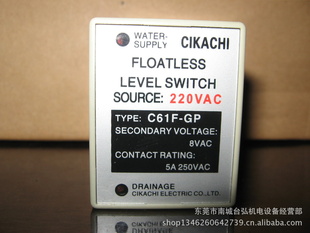 WATER-
SUPPLY
CIKACHI
FLOATLESS
LEVEL SWITCH
SOURCE: 220VAC
TYPE: C61F-GP
SECONDARY VOLTAGE:
8VAC
CONTACT RATING:
5A 250VAC
DRAINAGE
CIKACHI ELECTRIC CO.,LTD.
东莞市南城台弘机电设备经营部
shop1346260642739.1688.com